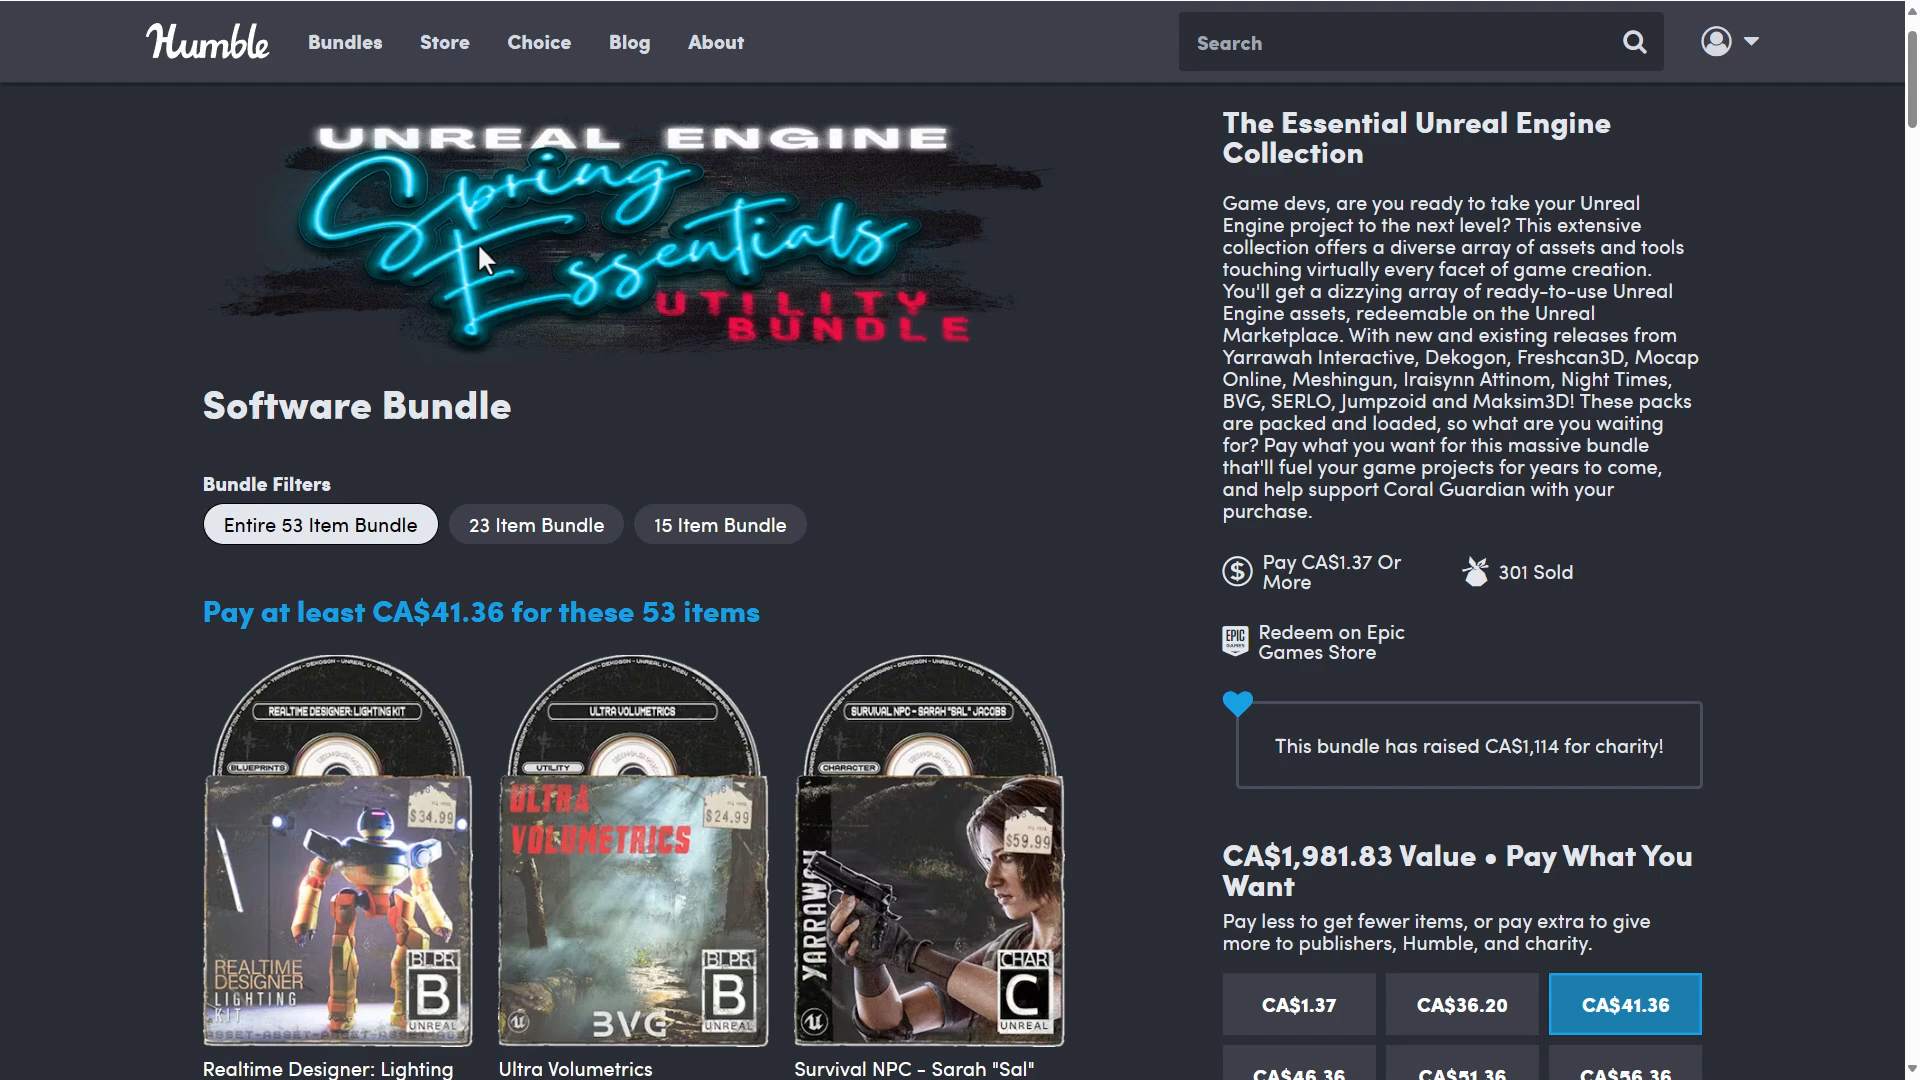 Humble
Bundles
Store
Choice
Blog
About
Search
UNREAL ENGINE
Spring
Essentials
UTILITY
BUNDLE
Software Bundle
Bundle Filters
Entire 53 Item Bundle
23 Item Bundle
15 Item Bundle
Pay at least CA$41.36 for these 53 items
REALTIME DESIGNER: LIGHTING KIT
BLUEPRINTS
$34.99
REALTIME
DESIGNER
LIGHTING
KIT
BLPR
B
UNREAL
Realtime Designer: Lighting
ULTRA VOLUMETRICS
UTILITY
ULTRA
VOLUMETRICS
$24.99
BVG
BLPR
B
UNREAL
Ultra Volumetrics
SURVIVAL NPC - SARAH "SAL" JACOBS
CHARACTER
$59.99
YARRAWAH
CHAR
C
UNREAL
Survival NPC - Sarah "Sal"
The Essential Unreal Engine
Collection
Game devs, are you ready to take your Unreal
Engine project to the next level? This extensive
collection offers a diverse array of assets and tools
touching virtually every facet of game creation.
You'll get a dizzying array of ready-to-use Unreal
Engine assets, redeemable on the Unreal
Marketplace. With new and existing releases from
Yarrawah Interactive, Dekogon, Freshcan3D, Mocap
Online, Meshingun, Iraisynn Attinom, Night Times,
BVG, SERLO, Jumpzoid and Maksim3D! These packs
are packed and loaded, so what are you waiting
for? Pay what you want for this massive bundle
that'll fuel your game projects for years to come,
and help support Coral Guardian with your
purchase.
Pay CA$1.37 Or
More
301 Sold
EPIC
GAMES
Redeem on Epic
Games Store
This bundle has raised CA$1,114 for charity!
CA$1,981.83 Value • Pay What You
Want
Pay less to get fewer items, or pay extra to give
more to publishers, Humble, and charity.
CA$1.37
CA$36.20
CA$41.36
CA$46.36
CA$51.36
CA$56.36